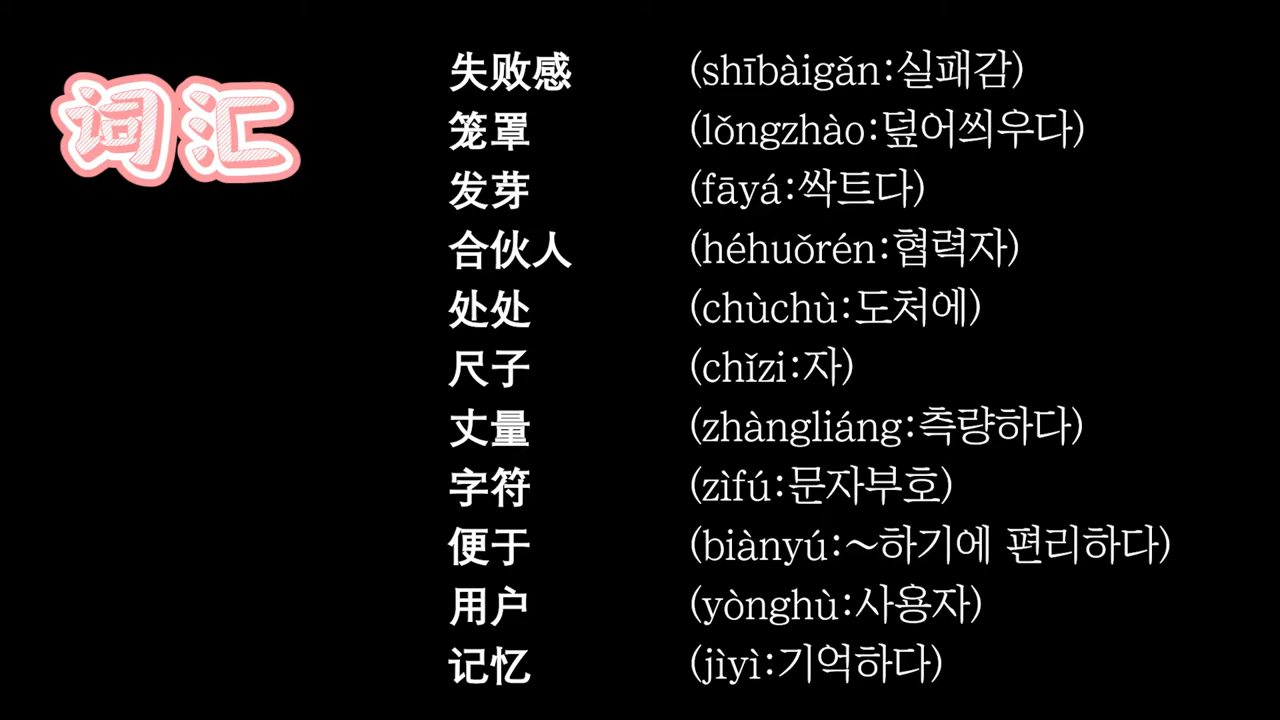 词汇
失败感 (shībàigǎn:실패감)
笼罩 (lǒngzhào:덮어씌우다)
发芽 (fāyá:싹트다)
合伙人 (héhuǒrén:협력자)
处处 (chùchù:도처에)
尺子 (chǐzi:자)
丈量 (zhàngliáng:측량하다)
字符 (zìfú:문자부호)
便于 (biànyú:~하기에 편리하다)
用户 (yònghù:사용자)
记忆 (jìyì:기억하다)